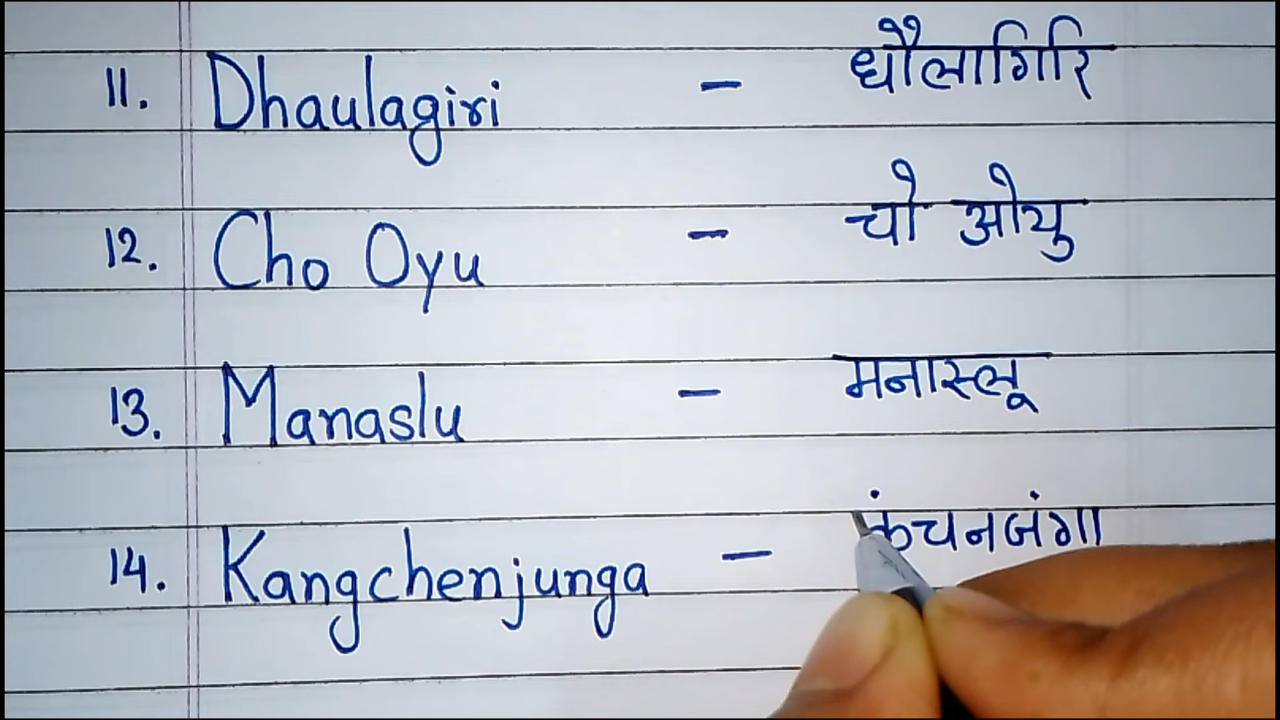 11. Dhaulagiri - धौलागिरि
12. Cho Oyu - चो ओयु
13. Manaslu - मनास्लू
14. Kangchenjunga - कंचनजंगा